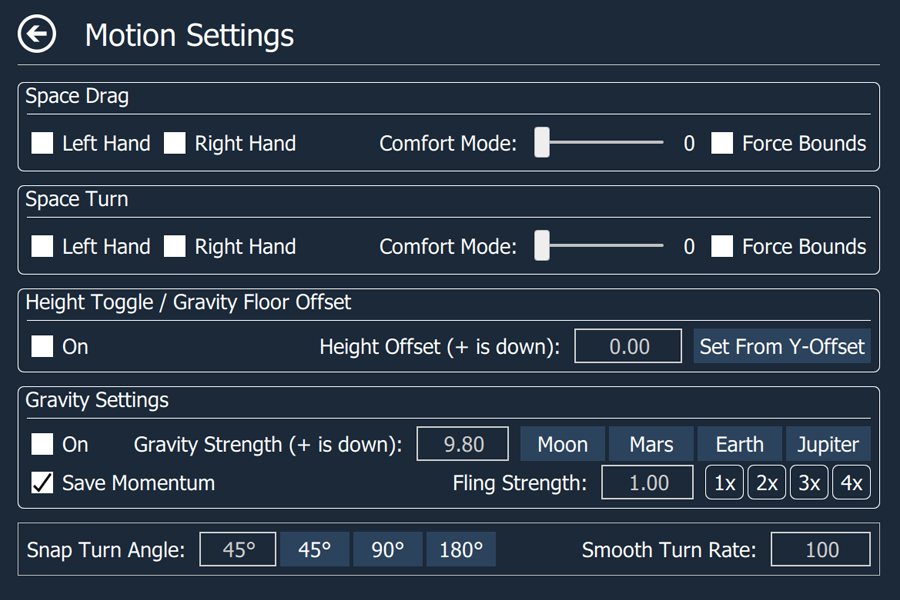 Motion Settings
Space Drag
Left Hand Right Hand Comfort Mode: 0 Force Bounds
Space Turn
Left Hand Right Hand Comfort Mode: 0 Force Bounds
Height Toggle / Gravity Floor Offset
On Height Offset (+ is down): 0.00 Set From Y-Offset
Gravity Settings
On Gravity Strength (+ is down): 9.80 Moon Mars Earth Jupiter
Save Momentum Fling Strength: 1.00 1x 2x 3x 4x
Snap Turn Angle: 45° 45° 90° 180° Smooth Turn Rate: 100